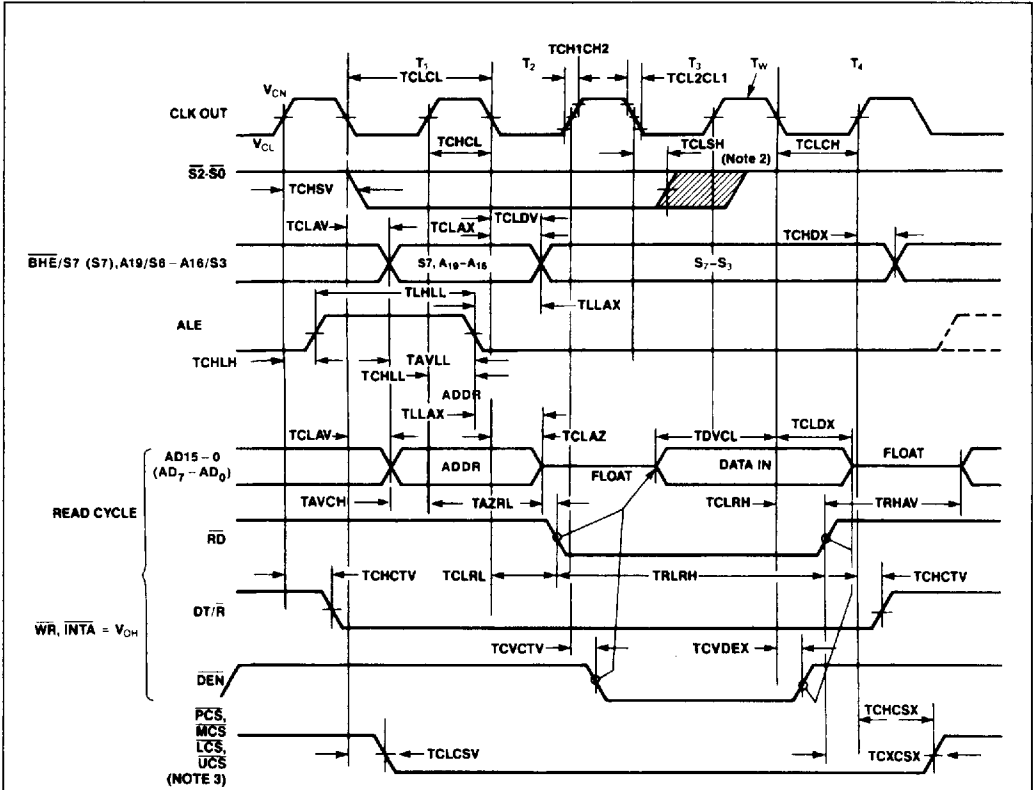 TCH1CH2
T1 T2 T3 TW T4
TCLCL TCL2CL1
VCN
CLK OUT
VCL
TCHCL TCLSH TCLCH
(Note 2)
S2-S0
TCHSV
TCLDV
TCLAV TCLAX TCHDX
BHE/S7 (S7), A19/S6 – A16/S3 S7, A19–A16 S7–S3
TLHLL TLLAX
ALE
TCHLH TAVLL
TCHLL
ADDR
TLLAX
TCLAV TCLAZ TDVCL TCLDX
AD15 – 0
(AD7 – AD0)
ADDR FLOAT DATA IN FLOAT
TAVCH TAZRL TCLRH TRHAV
READ CYCLE
RD
TCHCTV TCLRL TRLRH TCHCTV
DT/R
WR, INTA = VOH
TCVCTV TCVDEX
DEN
PCS,
MCS
LCS,
UCS
(NOTE 3)
TCHCSX
TCLCSV TCXCSX